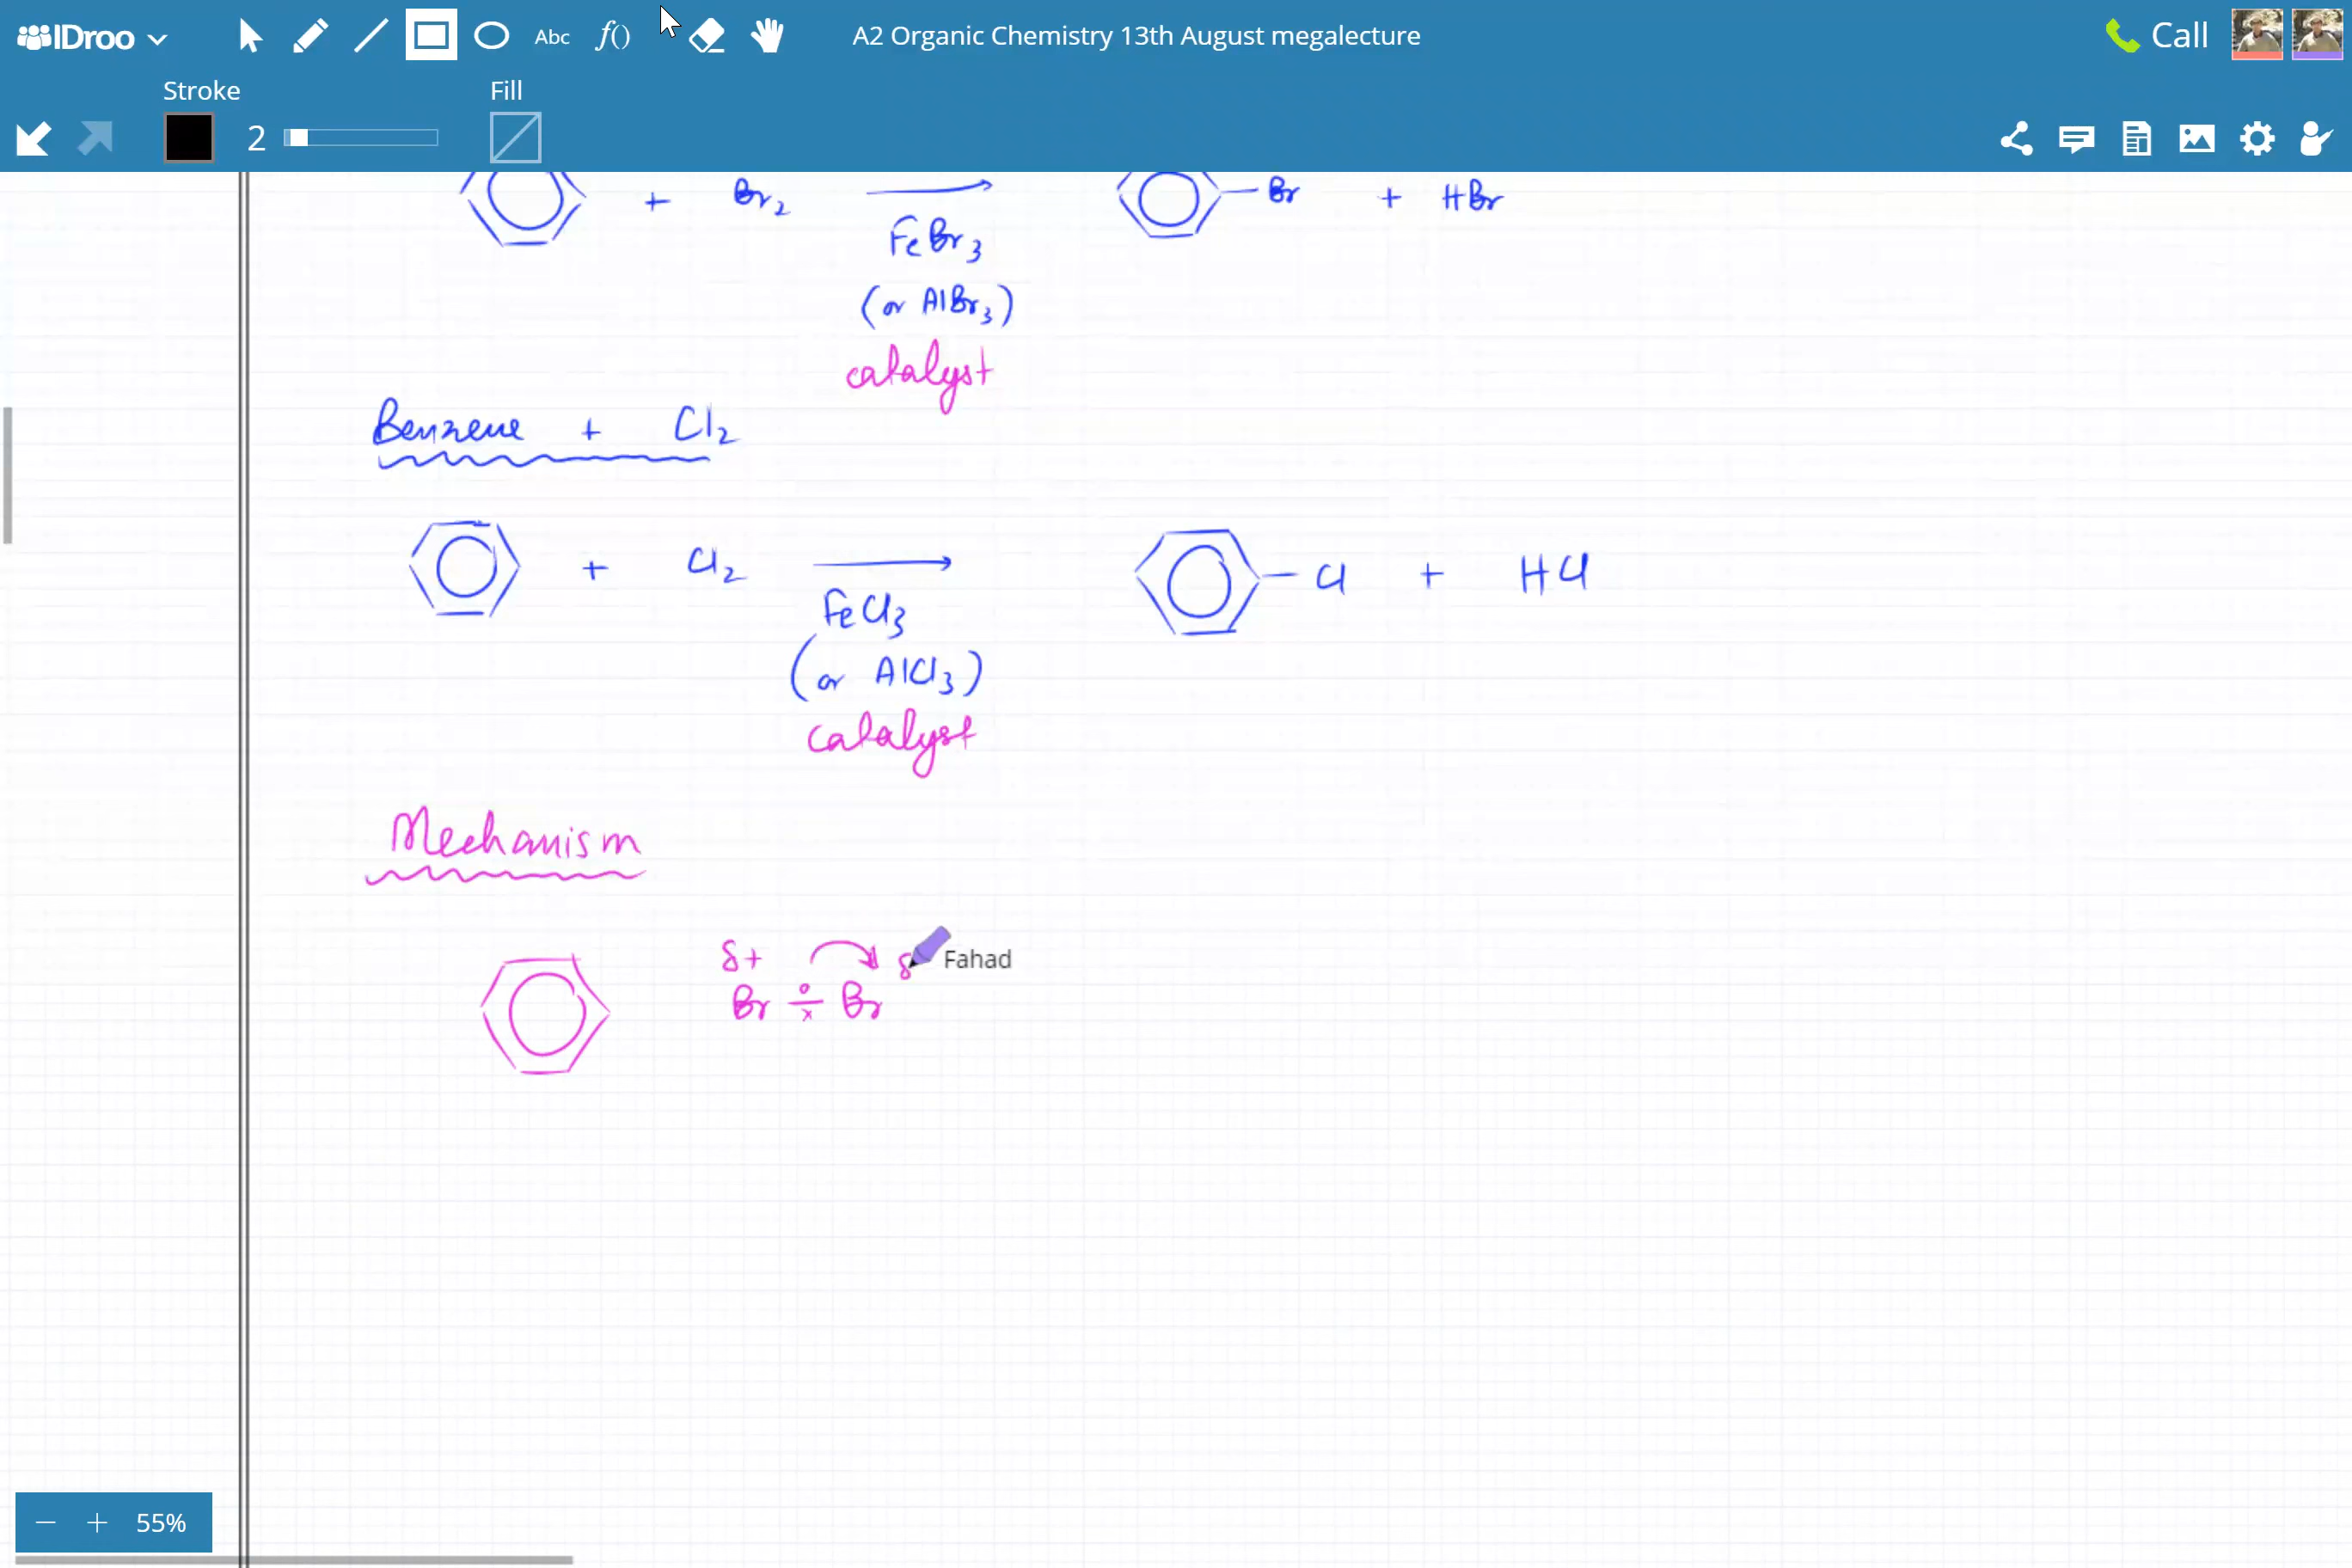 IDroo
Abc
f()
A2 Organic Chemistry 13th August megalecture
Call
Stroke
Fill
2
+ Br2 → Br + HBr
FeBr3
(or AlBr3)
catalyst
Benzene + Cl2
+ Cl2 → Cl + HCl
FeCl3
(or AlCl3)
catalyst
Mechanism
δ+ δ
Fahad
Br Br
− + 55%